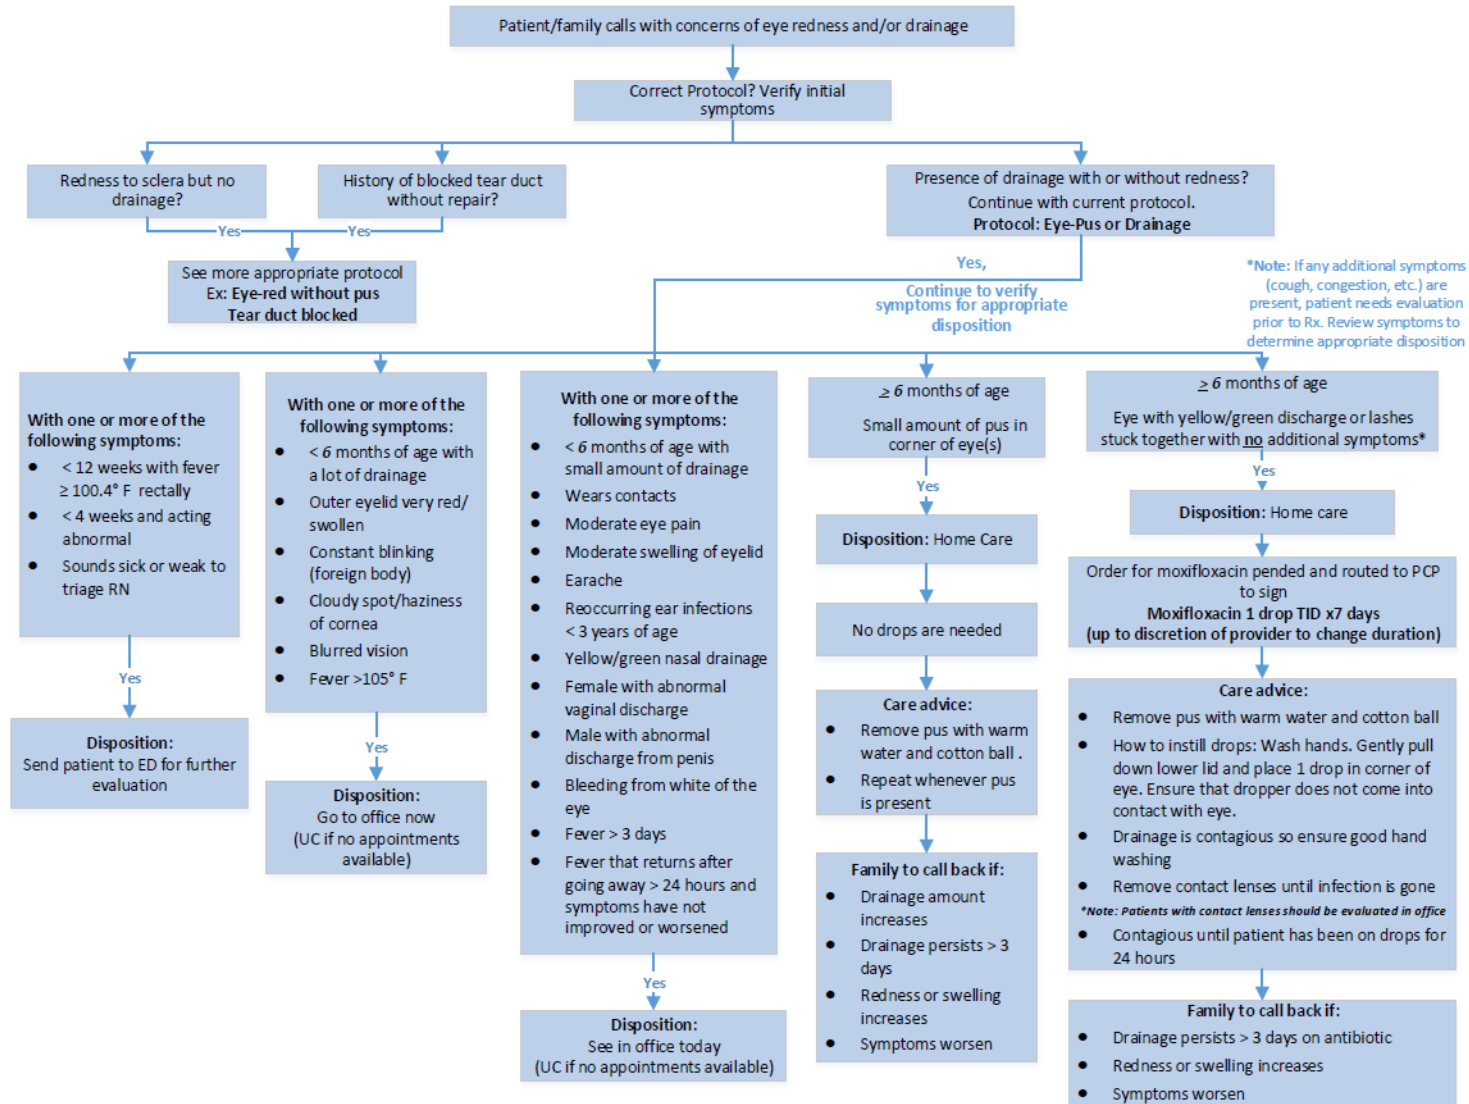 Patient/family calls with concerns of eye redness and/or drainage
Correct Protocol? Verify initial
symptoms
Redness to sclera but no
drainage?
History of blocked tear duct
without repair?
Presence of drainage with or without redness?
Continue with current protocol.
Protocol: Eye-Pus or Drainage
Yes
Yes
See more appropriate protocol
Ex: Eye-red without pus
Tear duct blocked
Yes,
Continue to verify
symptoms for appropriate
disposition
*Note: If any additional symptoms
(cough, congestion, etc.) are
present, patient needs evaluation
prior to Rx. Review symptoms to
determine appropriate disposition
With one or more of the
following symptoms:
• < 12 weeks with fever
≥ 100.4° F rectally
• < 4 weeks and acting
abnormal
• Sounds sick or weak to
triage RN
Yes
Disposition:
Send patient to ED for further
evaluation
With one or more of the
following symptoms:
• < 6 months of age with
a lot of drainage
• Outer eyelid very red/
swollen
• Constant blinking
(foreign body)
• Cloudy spot/haziness
of cornea
• Blurred vision
• Fever >105° F
Yes
Disposition:
Go to office now
(UC if no appointments
available)
With one or more of the
following symptoms:
• < 6 months of age with
small amount of drainage
• Wears contacts
• Moderate eye pain
• Moderate swelling of eyelid
• Earache
• Reoccurring ear infections
< 3 years of age
• Yellow/green nasal drainage
• Female with abnormal
vaginal discharge
• Male with abnormal
discharge from penis
• Bleeding from white of the
eye
• Fever > 3 days
• Fever that returns after
going away > 24 hours and
symptoms have not
improved or worsened
Yes
Disposition:
See in office today
(UC if no appointments available)
≥ 6 months of age
Small amount of pus in
corner of eye(s)
Yes
Disposition: Home Care
No drops are needed
Care advice:
• Remove pus with warm
water and cotton ball .
• Repeat whenever pus
is present
Family to call back if:
• Drainage amount
increases
• Drainage persists > 3
days
• Redness or swelling
increases
• Symptoms worsen
≥ 6 months of age
Eye with yellow/green discharge or lashes
stuck together with no additional symptoms*
Yes
Disposition: Home care
Order for moxifloxacin pended and routed to PCP
to sign
Moxifloxacin 1 drop TID x7 days
(up to discretion of provider to change duration)
Care advice:
• Remove pus with warm water and cotton ball
• How to instill drops: Wash hands. Gently pull
down lower lid and place 1 drop in corner of
eye. Ensure that dropper does not come into
contact with eye.
• Drainage is contagious so ensure good hand
washing
• Remove contact lenses until infection is gone
*Note: Patients with contact lenses should be evaluated in office
• Contagious until patient has been on drops for
24 hours
Family to call back if:
• Drainage persists > 3 days on antibiotic
• Redness or swelling increases
• Symptoms worsen